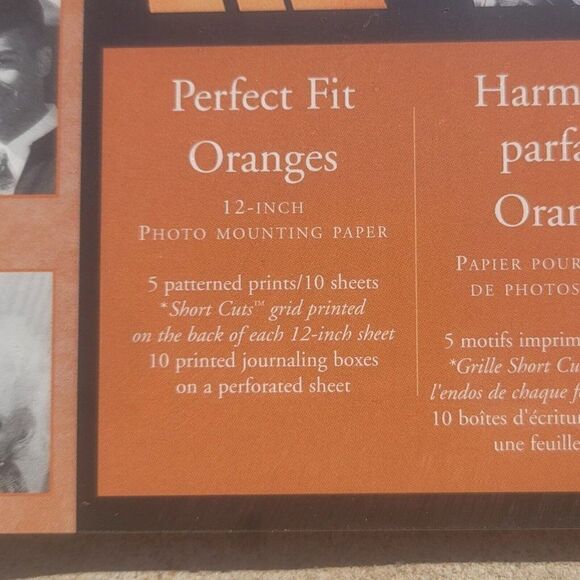 Perfect Fit
Oranges
12-INCH
PHOTO MOUNTING PAPER
5 patterned prints/10 sheets
*Short Cuts™ grid printed
on the back of each 12-inch sheet
10 printed journaling boxes
on a perforated sheet
parfa
PAPIER POUR
DE PHOTOS
5 motifs imprim
*Grille Short Cu
l'endos de chaque f
10 boîtes d'écritur
une feuille